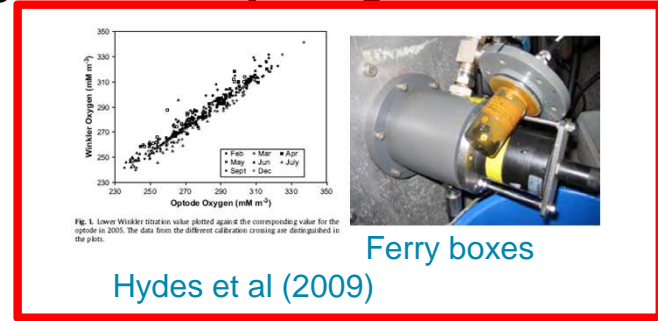 350
330
310
290
270
250
230
Winkler Oxygen (mM m-3)
• Feb • Mar ■ Apr
• May ▲ Jun ▲ July
• Sept • Dec
230 250 270 290 310 330 350
Optode Oxygen (mM m-3)
Fig. 1. Lower Winkler titration value plotted against the corresponding value for the
optode in 2005. The data from the different calibration crossing are distinguished in
the plots.
Ferry boxes
Hydes et al (2009)